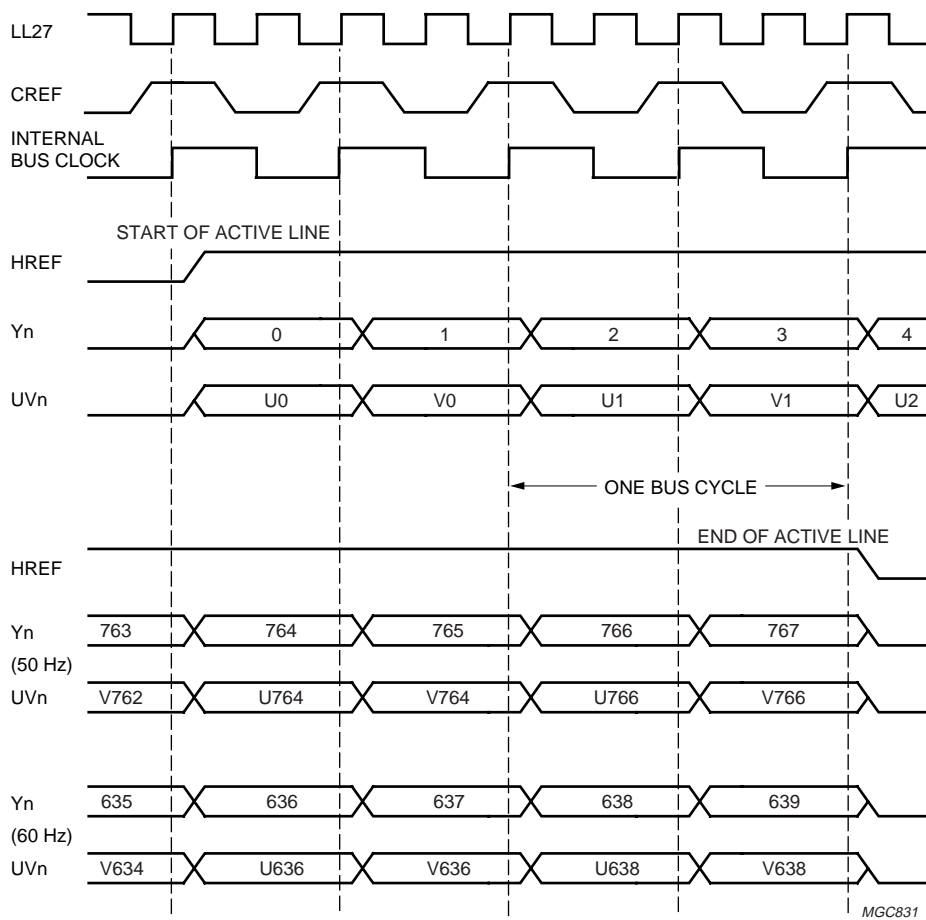 LL27
CREF
INTERNAL
BUS CLOCK
START OF ACTIVE LINE
HREF
Yn 0 1 2 3 4
UVn U0 V0 U1 V1 U2
ONE BUS CYCLE
END OF ACTIVE LINE
HREF
Yn 763 764 765 766 767
(50 Hz)
UVn V762 U764 V764 U766 V766
Yn 635 636 637 638 639
(60 Hz)
UVn V634 U636 V636 U638 V638
MGC831